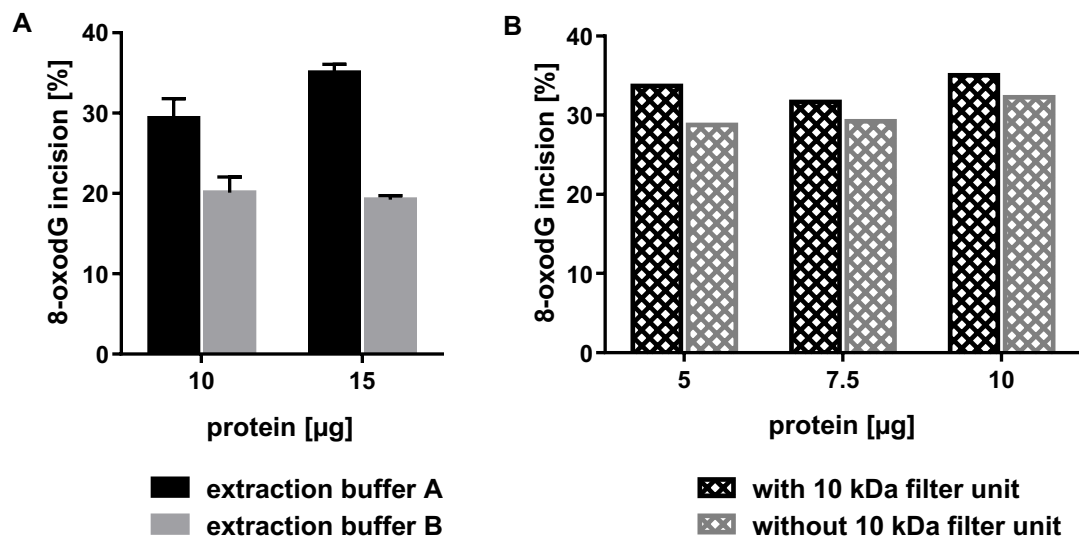 A
8-oxodG incision [%]
40
30
20
10
0
10 15
protein [µg]
extraction buffer A
extraction buffer B
B
8-oxodG incision [%]
40
30
20
10
0
5 7.5 10
protein [µg]
with 10 kDa filter unit
without 10 kDa filter unit